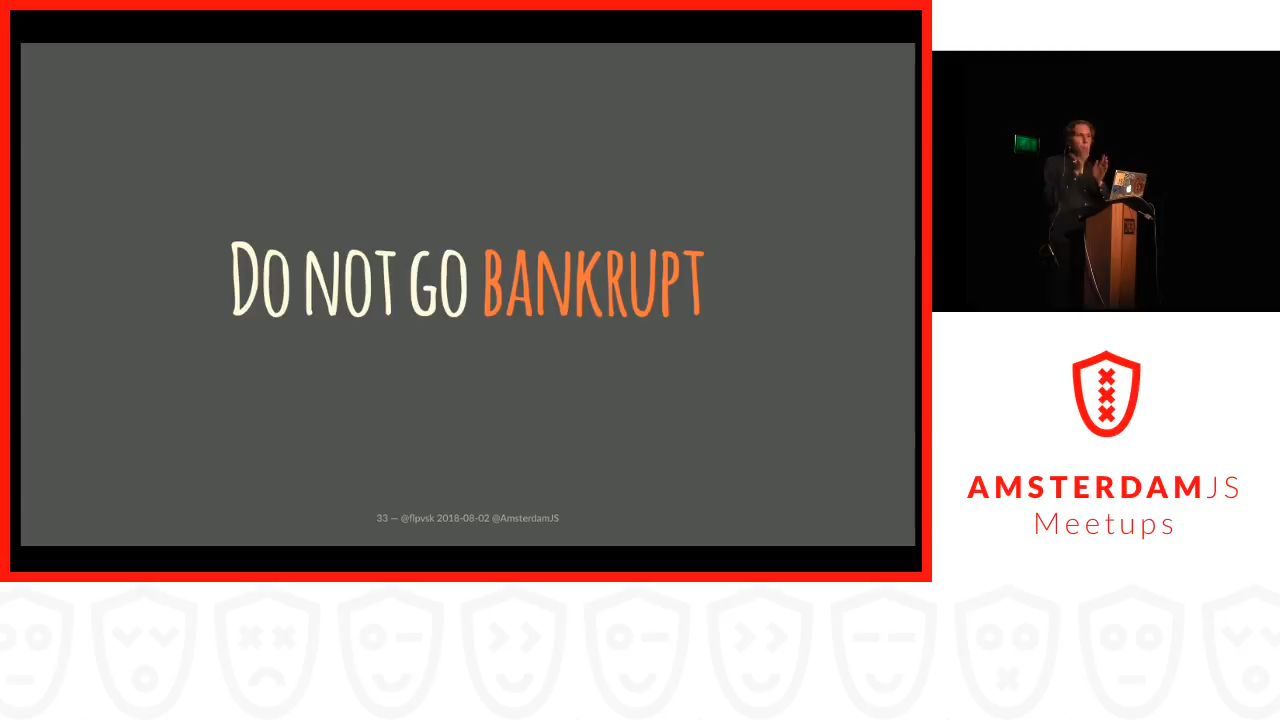 Do not go bankrupt
33 — @flpvsk 2018-08-02 @AmsterdamJS
AMSTERDAMJS
Meetups